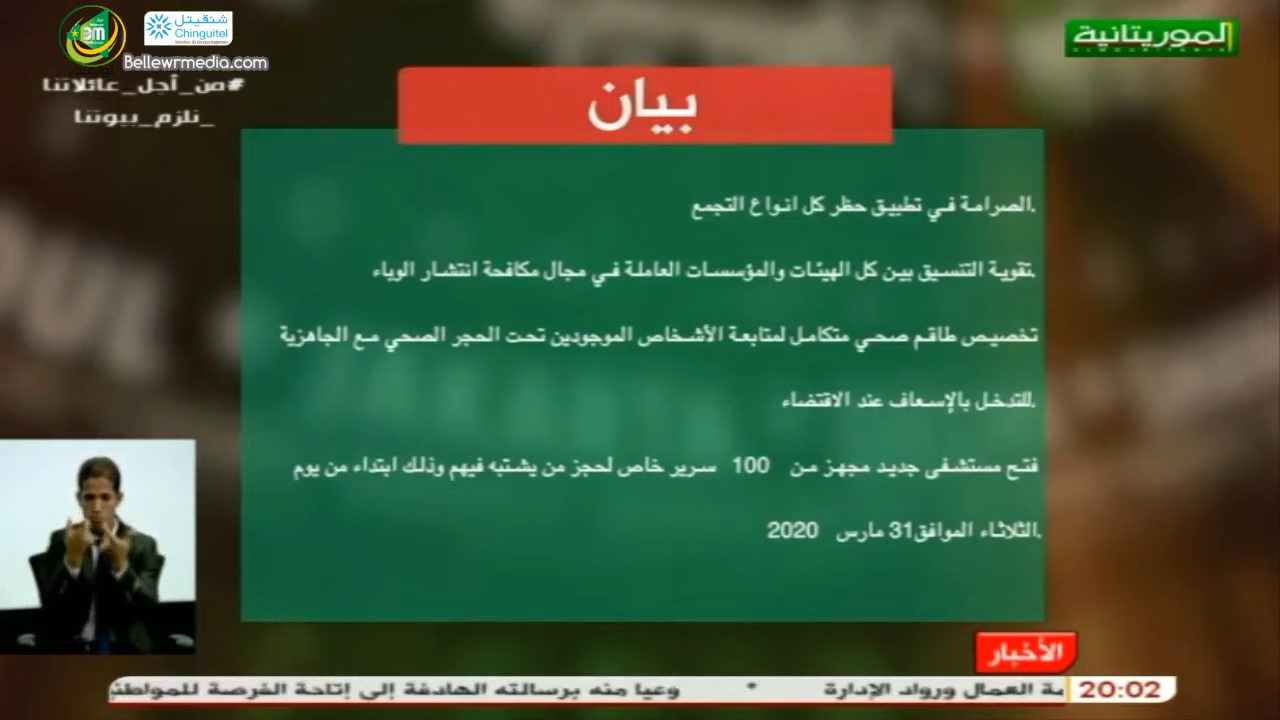 شنقيتل
Chinguitel
Bellewrmedia.com
#من_أجل_عائلاتنا
_نلزم_بيوتنا
الموريتانية
ELMOURITANIYA
بيان
.الصرامة في تطبيق حظر كل انواع التجمع
.تقوية التنسيق بين كل الهيئات والمؤسسات العاملة في مجال مكافحة انتشار الوباء
تخصيص طاقم صحي متكامل لمتابعة الأشخاص الموجودين تحت الحجر الصحي مع الجاهزية
.للتدخل بالإسعاف عند الاقتضاء
فتح مستشفى جديد مجهز من 100 سرير خاص لحجز من يشتبه فيهم وذلك ابتداء من يوم
.الثلاثاء الموافق31 مارس 2020
الأخبار
20:02
مة العمال ورواد الإدارة * وعيا منه برسالته الهادفة إلى إتاحة الفرصة للمواطن